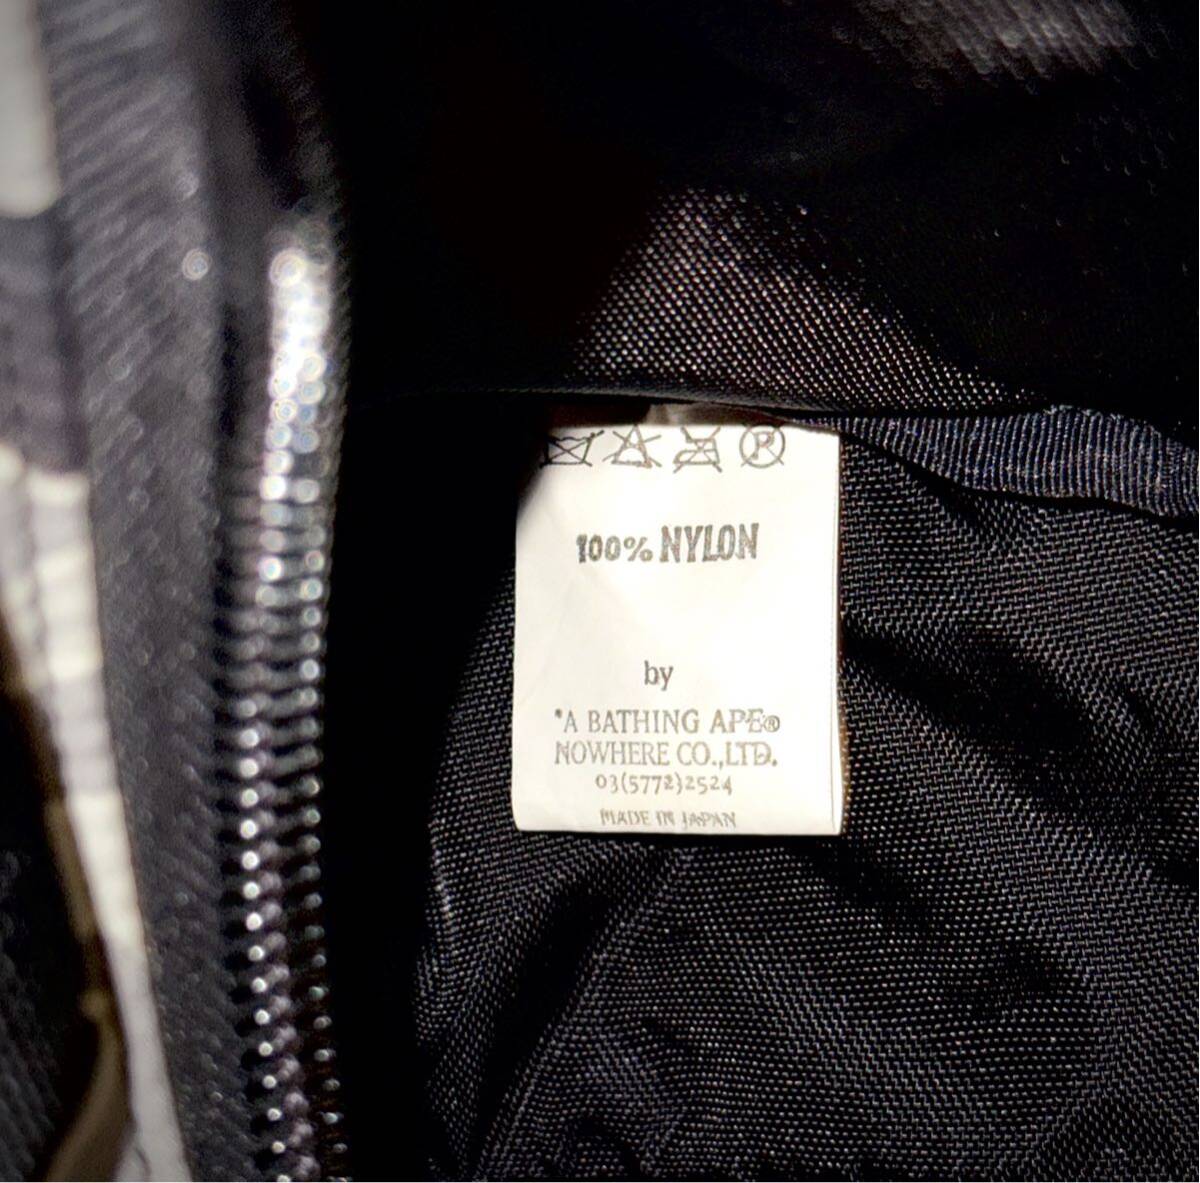 P
100% NYLON
by
"A BATHING APE®
NOWHERE CO.,LTD.
03(5772)2524
MADE IN JAPAN